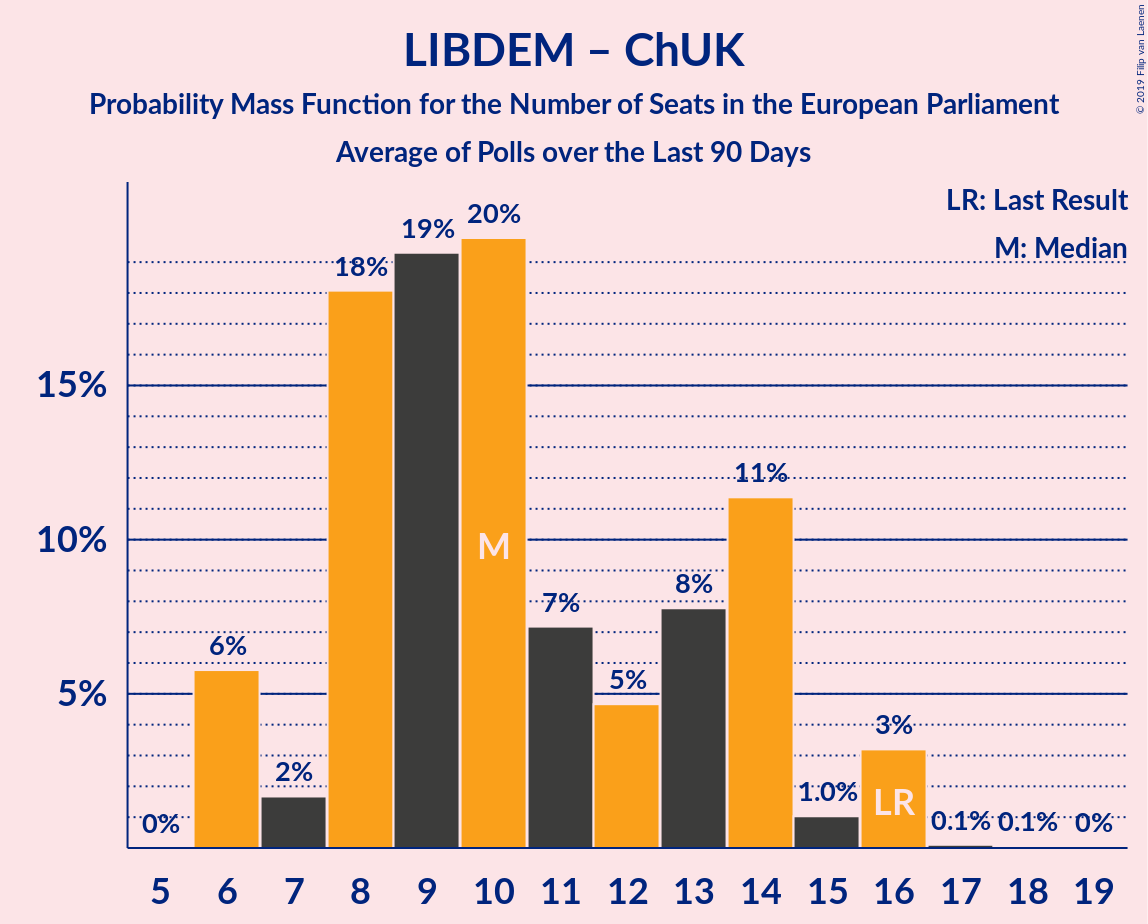 LIBDEM – ChUK
Probability Mass Function for the Number of Seats in the European Parliament
Average of Polls over the Last 90 Days
© 2019 Filip van Laenen
LR: Last Result
M: Median
20%
19%
18%
15%
11%
10%
M
8%
7%
6%
5%
5%
3%
2%
1.0%
LR
0% 0.1% 0.1% 0%
5 6 7 8 9 10 11 12 13 14 15 16 17 18 19